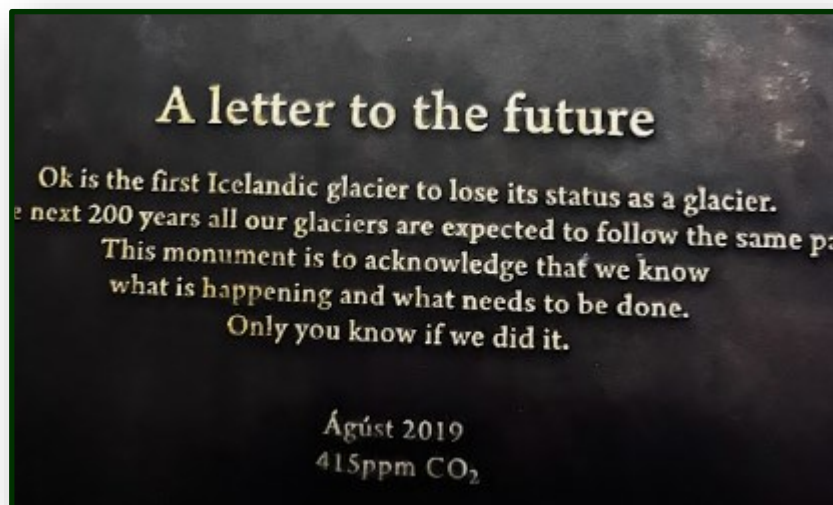 A letter to the future
Ok is the first Icelandic glacier to lose its status as a glacier.
next 200 years all our glaciers are expected to follow the same
This monument is to acknowledge that we know
what is happening and what needs to be done.
Only you know if we did it.
Ágúst 2019
415ppm CO₂